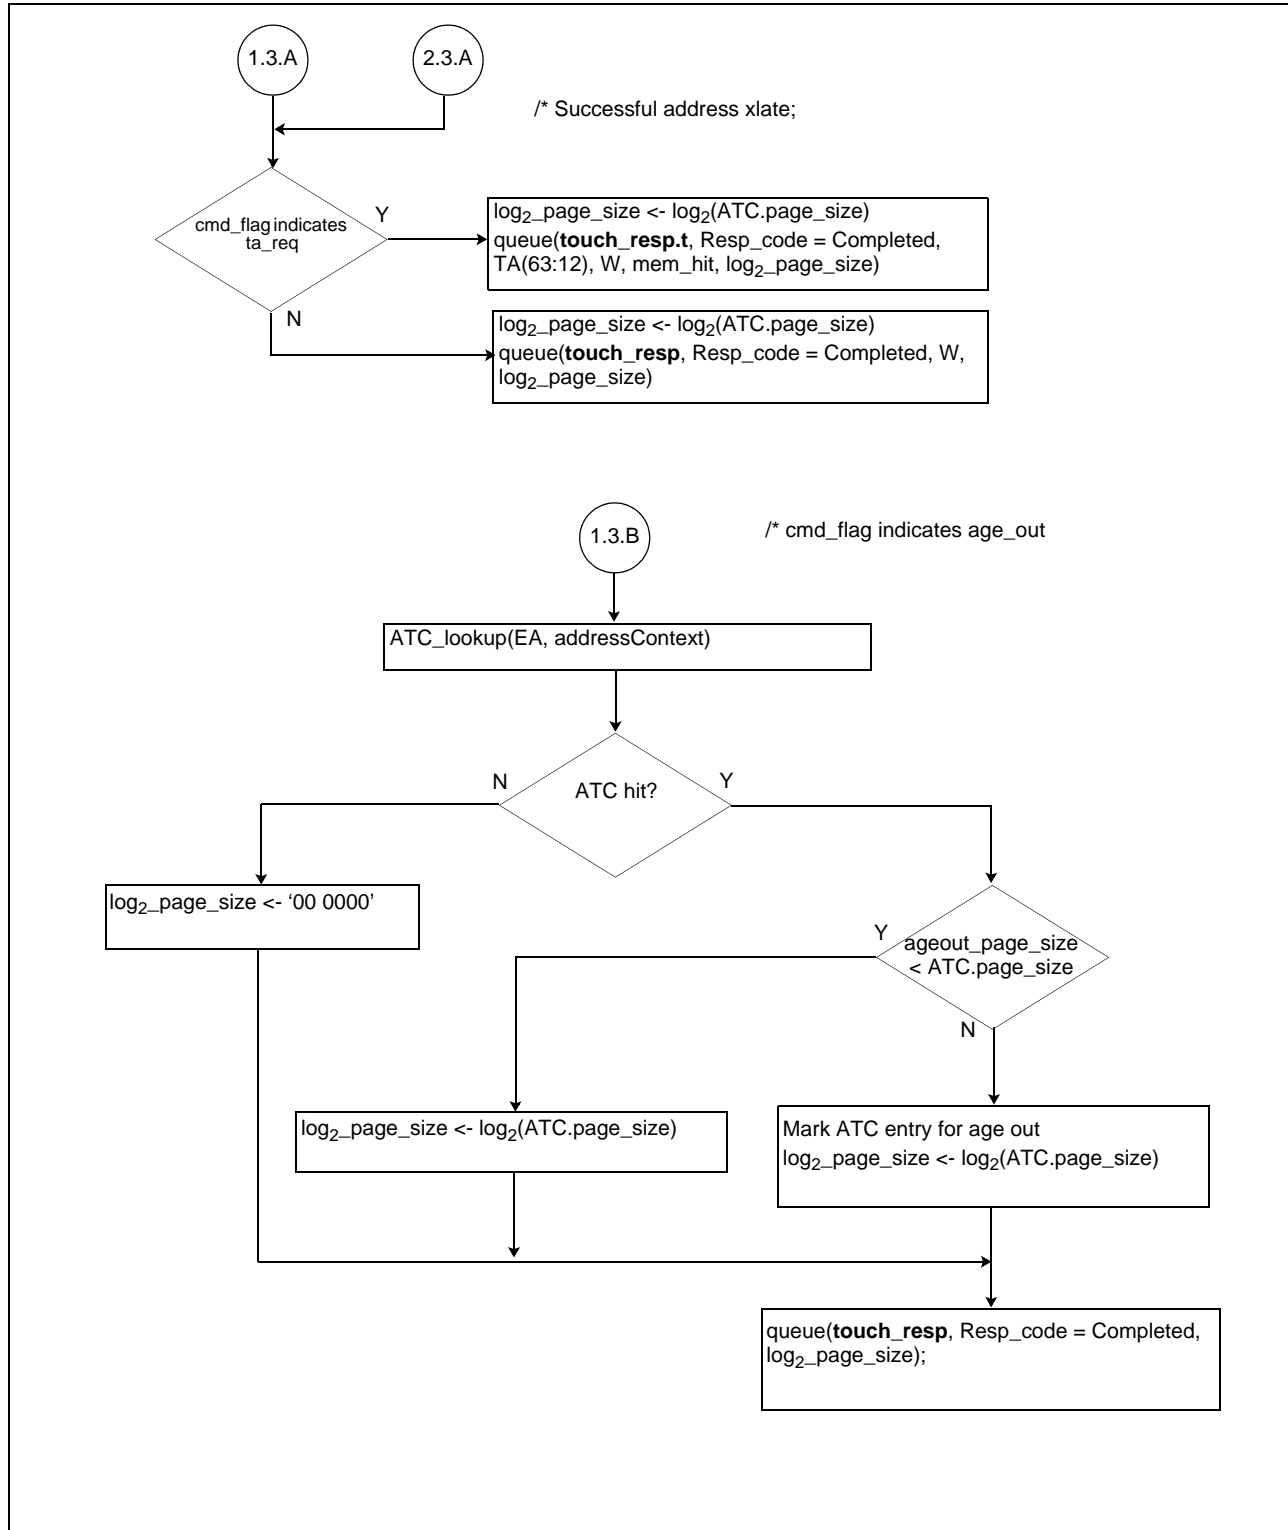 1.3.A
2.3.A
/* Successful address xlate;
cmd_flag indicates
ta_req
Y
N
log2_page_size <- log2(ATC.page_size)
queue(touch_resp.t, Resp_code = Completed,
TA(63:12), W, mem_hit, log2_page_size)
log2_page_size <- log2(ATC.page_size)
queue(touch_resp, Resp_code = Completed, W,
log2_page_size)
1.3.B
/* cmd_flag indicates age_out
ATC_lookup(EA, addressContext)
N
ATC hit?
Y
log2_page_size <- ‘00 0000’
Y
ageout_page_size
< ATC.page_size
N
log2_page_size <- log2(ATC.page_size)
Mark ATC entry for age out
log2_page_size <- log2(ATC.page_size)
queue(touch_resp, Resp_code = Completed,
log2_page_size);